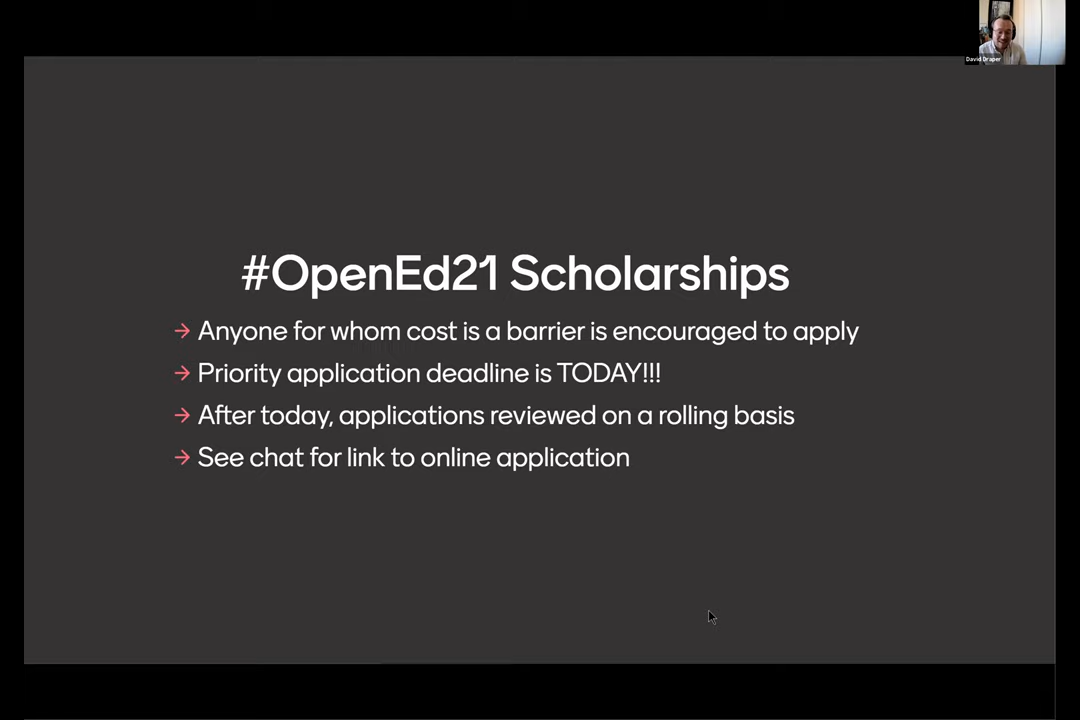 David Draper
#OpenEd21 Scholarships
→ Anyone for whom cost is a barrier is encouraged to apply
→ Priority application deadline is TODAY!!!
→ After today, applications reviewed on a rolling basis
→ See chat for link to online application